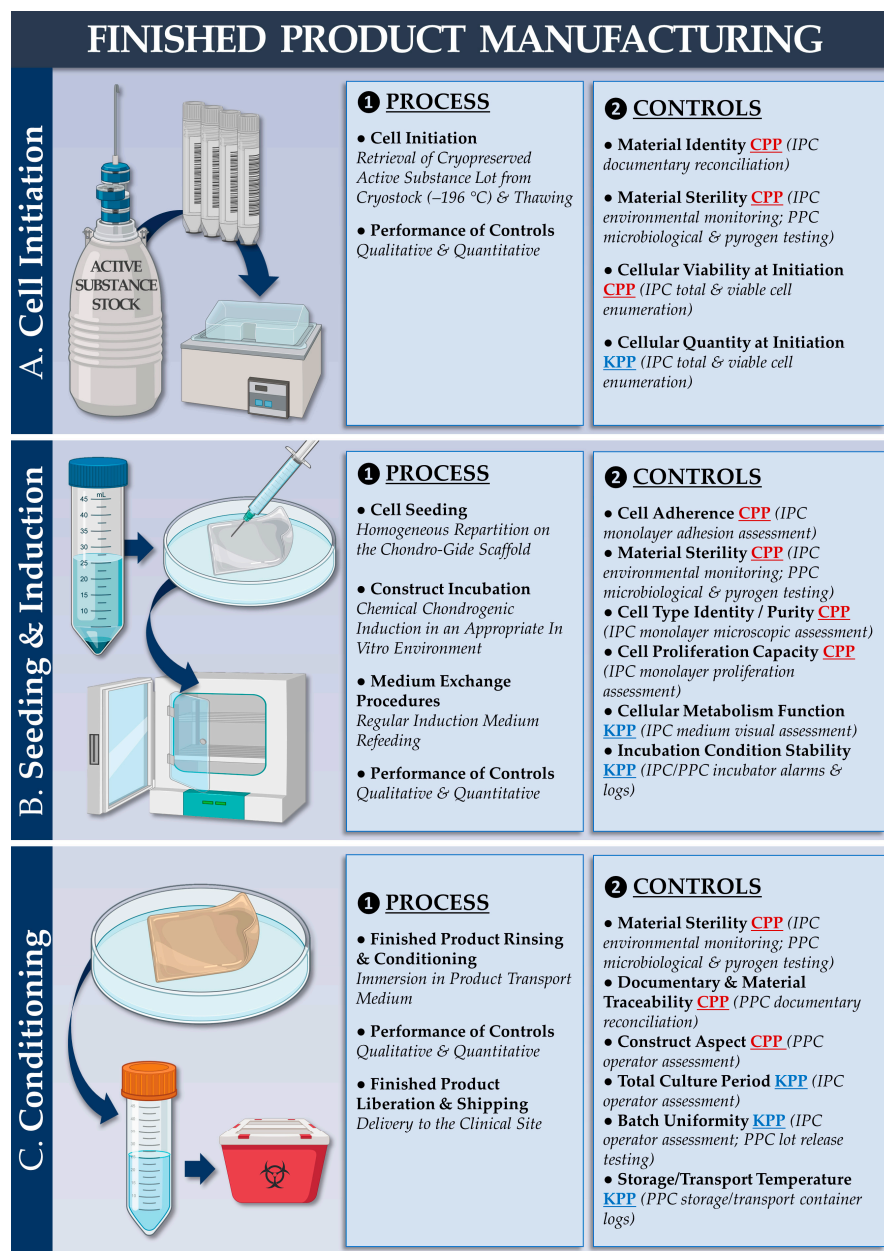 FINISHED PRODUCT MANUFACTURING
A. Cell Initiation
ACTIVE
SUBSTANCE
STOCK
❶ PROCESS
● Cell Initiation
Retrieval of Cryopreserved
Active Substance Lot from
Cryostock (–196 °C) & Thawing
● Performance of Controls
Qualitative & Quantitative
❷ CONTROLS
● Material Identity CPP (IPC
documentary reconciliation)
● Material Sterility CPP (IPC
environmental monitoring; PPC
microbiological & pyrogen testing)
● Cellular Viability at Initiation
CPP (IPC total & viable cell
enumeration)
● Cellular Quantity at Initiation
KPP (IPC total & viable cell
enumeration)
B. Seeding & Induction
mL
45
40
35
30
25
20
15
10
❶ PROCESS
● Cell Seeding
Homogeneous Repartition on
the Chondro-Gide Scaffold
● Construct Incubation
Chemical Chondrogenic
Induction in an Appropriate In
Vitro Environment
● Medium Exchange
Procedures
Regular Induction Medium
Refeeding
● Performance of Controls
Qualitative & Quantitative
❷ CONTROLS
● Cell Adherence CPP (IPC
monolayer adhesion assessment)
● Material Sterility CPP (IPC
environmental monitoring; PPC
microbiological & pyrogen testing)
● Cell Type Identity / Purity CPP
(IPC monolayer microscopic assessment)
● Cell Proliferation Capacity CPP
(IPC monolayer proliferation
assessment)
● Cellular Metabolism Function
KPP (IPC medium visual assessment)
● Incubation Condition Stability
KPP (IPC/PPC incubator alarms &
logs)
C. Conditioning
❶ PROCESS
● Finished Product Rinsing
& Conditioning
Immersion in Product Transport
Medium
● Performance of Controls
Qualitative & Quantitative
● Finished Product
Liberation & Shipping
Delivery to the Clinical Site
❷ CONTROLS
● Material Sterility CPP (IPC
environmental monitoring; PPC
microbiological & pyrogen testing)
● Documentary & Material
Traceability CPP (PPC documentary
reconciliation)
● Construct Aspect CPP (PPC
operator assessment)
● Total Culture Period KPP (IPC
operator assessment)
● Batch Uniformity KPP (IPC
operator assessment; PPC lot release
testing)
● Storage/Transport Temperature
KPP (PPC storage/transport container
logs)